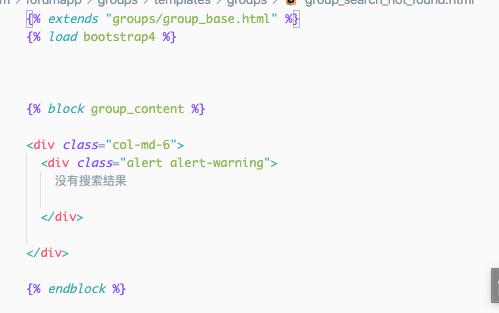 forumapp › groups › templates › groups › group_search_not_found.html
{% extends "groups/group_base.html" %}
{% load bootstrap4 %}
{% block group_content %}
<div class="col-md-6">
<div class="alert alert-warning">
没有搜索结果
</div>
</div>
{% endblock %}